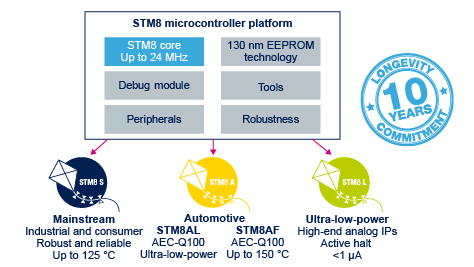 STM8 microcontroller platform
STM8 core
Up to 24 MHz
130 nm EEPROM
technology
Debug module
Tools
Peripherals
Robustness
LONGEVITY
10
YEARS
COMMITMENT
STM8 S
STM8 A
STM8 L
Mainstream
Industrial and consumer
Robust and reliable
Up to 125 °C
Automotive
STM8AL
AEC-Q100
Ultra-low-power
STM8AF
AEC-Q100
Up to 150 °C
Ultra-low-power
High-end analog IPs
Active halt
<1 µA